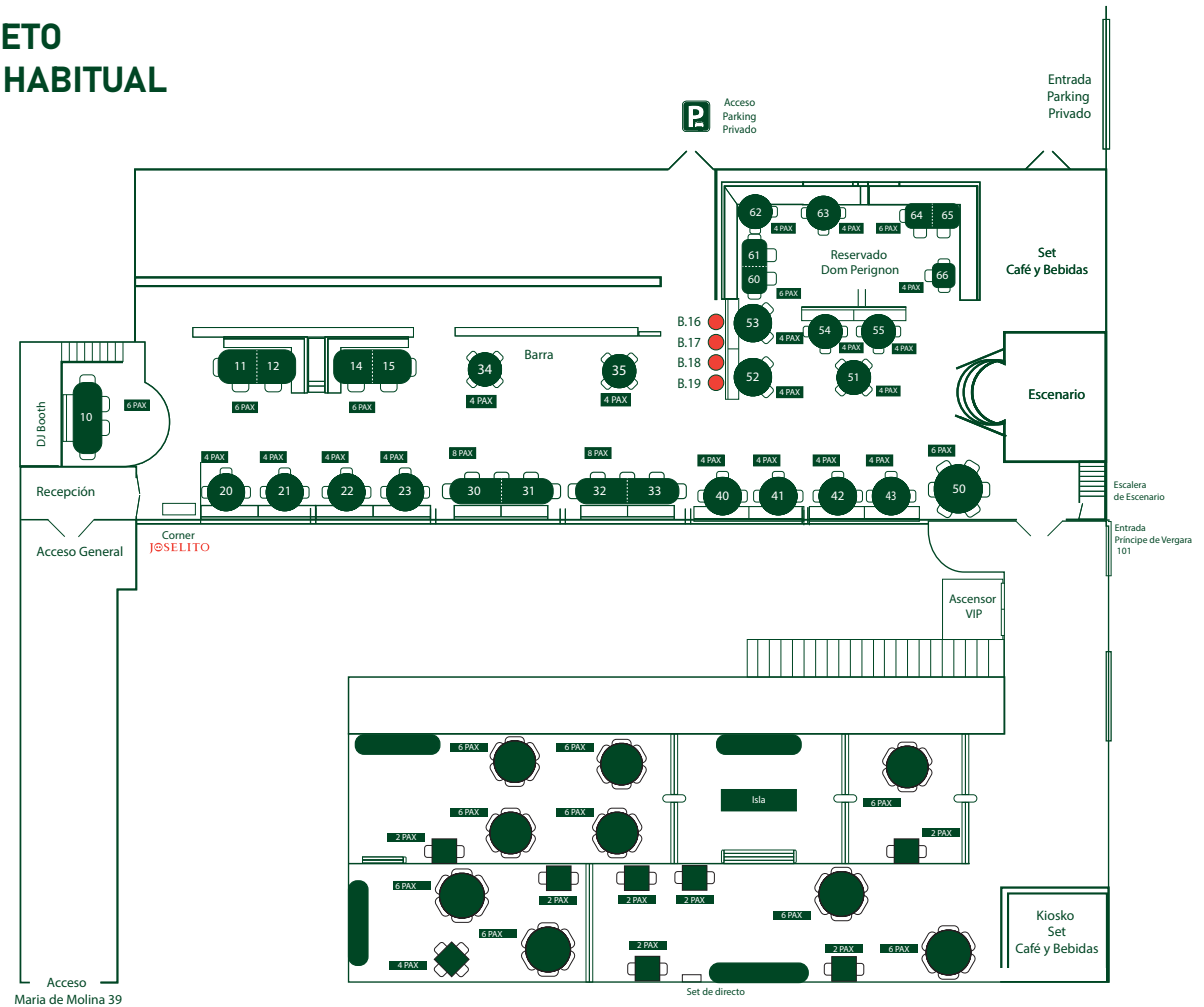 ETO
HABITUAL
Acceso
Parking
Privado
P
Entrada
Parking
Privado
62
63
64
65
4 PAX
4 PAX
6 PAX
61
60
Reservado
Dom Perignon
66
4 PAX
6 PAX
Set
Café y Bebidas
B.16
B.17
B.18
B.19
53
4 PAX
54
4 PAX
55
4 PAX
52
4 PAX
51
4 PAX
Escenario
Barra
11
12
6 PAX
14
15
6 PAX
34
4 PAX
35
4 PAX
DJ Booth
10
6 PAX
4 PAX
4 PAX
4 PAX
4 PAX
8 PAX
8 PAX
4 PAX
4 PAX
4 PAX
4 PAX
6 PAX
20
21
22
23
30
31
32
33
40
41
42
43
50
Recepción
Escalera
de Escenario
Acceso General
Corner
JOSELITO
Entrada
Príncipe de Vergara
101
Ascensor
VIP
6 PAX
6 PAX
Isla
6 PAX
6 PAX
6 PAX
2 PAX
2 PAX
6 PAX
2 PAX
2 PAX
2 PAX
6 PAX
6 PAX
4 PAX
2 PAX
2 PAX
6 PAX
Set de directo
Kiosko
Set
Café y Bebidas
Acceso
Maria de Molina 39